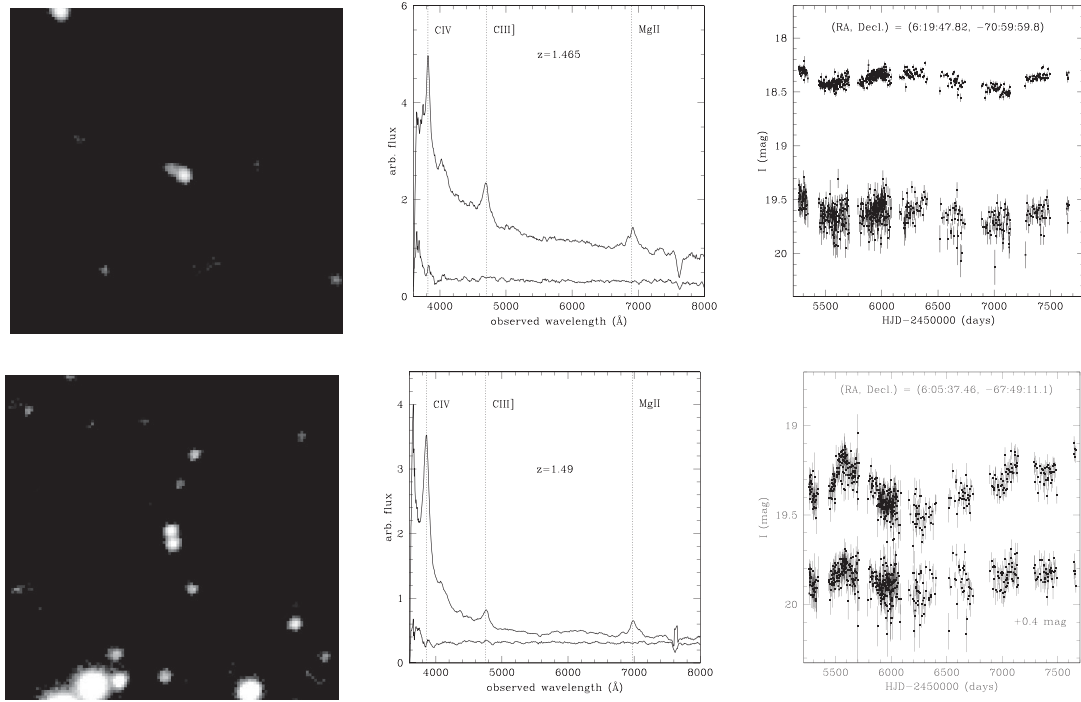 6
4
2
0
arb. flux
CIV
CIII]
MgII
z=1.465
4000 5000 6000 7000 8000
observed wavelength (Å)
18
18.5
19
19.5
20
I (mag)
(RA, Decl.) = (6:19:47.82, −70:59:59.8)
5500 6000 6500 7000 7500
HJD−2450000 (days)
4
3
2
1
0
arb. flux
CIV
CIII]
MgII
z=1.49
4000 5000 6000 7000 8000
observed wavelength (Å)
19
19.5
20
I (mag)
(RA, Decl.) = (6:05:37.46, −67:49:11.1)
+0.4 mag
5500 6000 6500 7000 7500
HJD−2450000 (days)